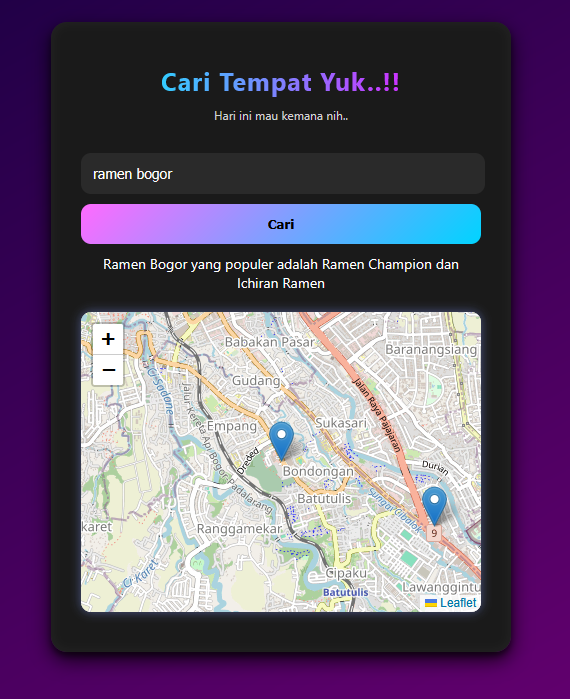 Cari Tempat Yuk..!!
Hari ini mau kemana nih..
ramen bogor
Cari
Ramen Bogor yang populer adalah Ramen Champion dan
Ichiran Ramen
+
−
Babakan Pasar
Baranangsiang
Ci Sadane
Gudang
Jalan Raya Pajajaran
Jalur Kereta Api Bogor-Padalarang
Empang
Sukasari
Dreded
Bondongan
Durian
Batutulis
Sungai Cibalok
karet
Ranggamekar
9
Ci Karet
Cipaku
Batutulis
Lawanggintu
Leaflet